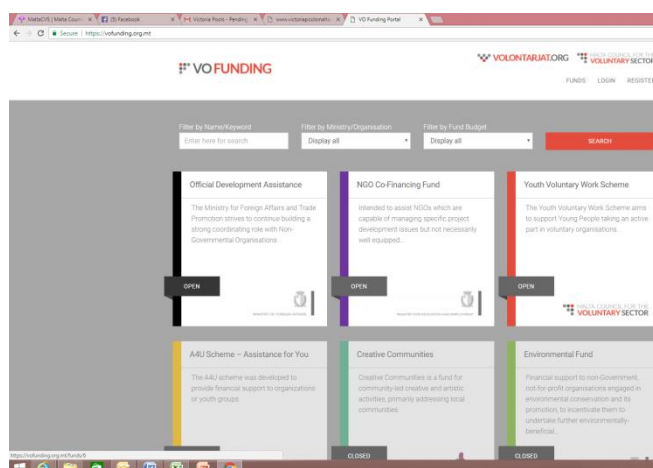 MaltaCVS | Malta Coun
(5) Facebook
Victoria Pools - Pending
VO Funding Portal
Secure | https://vofunding.org.mt
VOFUNDING
VOLONTARJAT.ORG
MALTA COUNCIL FOR THE
VOLUNTARY SECTOR
FUNDS LOGIN REGISTER
Filter by Name/Keyword
Filter by Ministry/Organisation
Filter by Fund Budget
Enter here for search
Display all
Display all
SEARCH
Official Development Assistance
The Ministry for Foreign Affairs and Trade
Promotion strives to continue building a
strong coordinating role with Non-
Governmental Organisations
OPEN
NGO Co-Financing Fund
Intended to assist NGOs which are
capable of managing specific project
development issues but not necessarily
well equipped...
OPEN
Youth Voluntary Work Scheme
The Youth Voluntary Work Scheme aims
to support Young People taking an active
part in voluntary organisations.
OPEN
MALTA COUNCIL FOR THE
VOLUNTARY SECTOR
A4U Scheme – Assistance for You
The A4U scheme was developed to
provide financial support to organizations
or youth groups.
Creative Communities
Creative Communities is a fund for
community-led creative and artistic
activities, primarily addressing local
communities.
CLOSED
Environmental Fund
Financial support to non-Government,
not-for-profit organisations engaged in
environmental conservation and its
promotion, to incentivise them to
undertake further environmentally-
beneficial...
CLOSED
https://vofunding.org.mt/funds/5